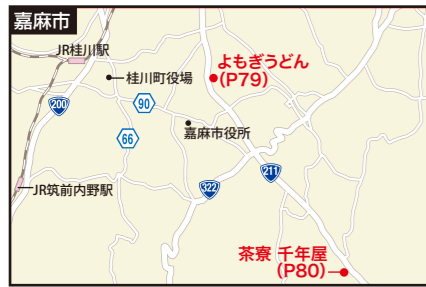 嘉麻市
JR桂川駅
よもぎうどん
(P79)
桂川町役場
200
90
嘉麻市役所
66
211
322
JR筑前内野駅
茶寮 千年屋
(P80)